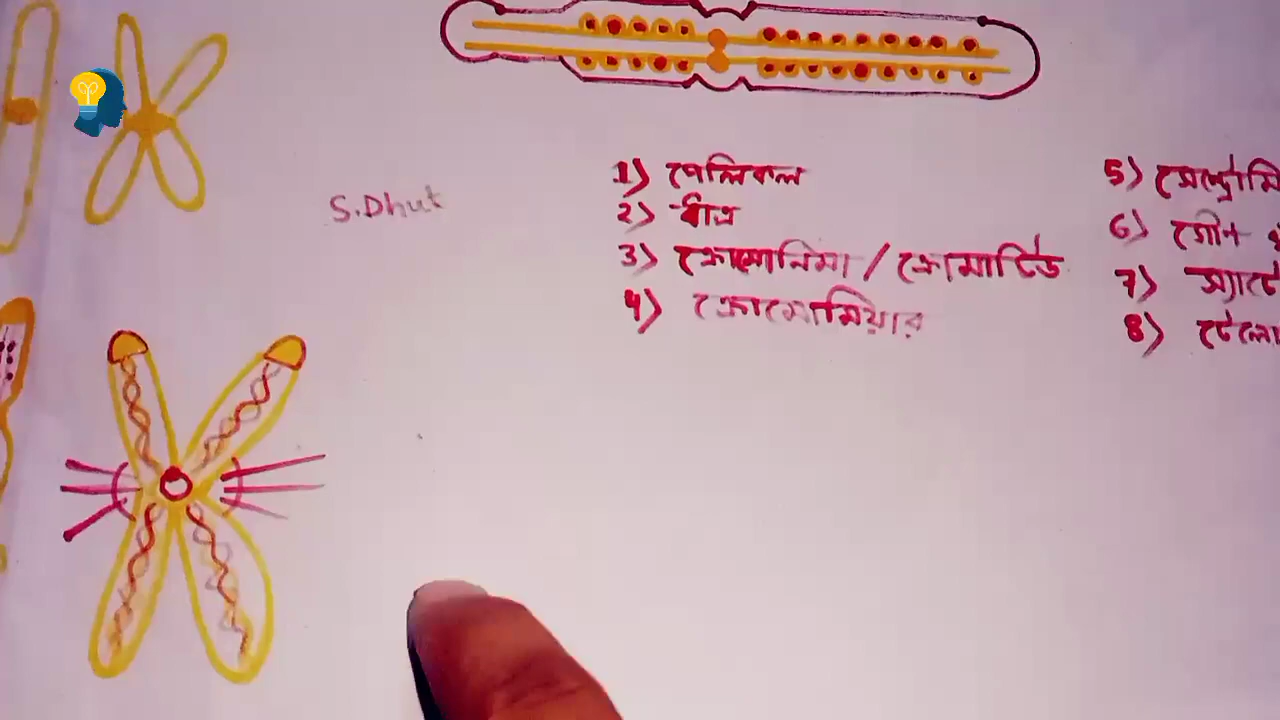 S.Dhut
1) পেলিকল
2) ধাত্র
3) ক্রোমোনিমা / ক্রোমাটিড
4) ক্রোমোমিয়ার
5)
6) গৌণ
7)
8)